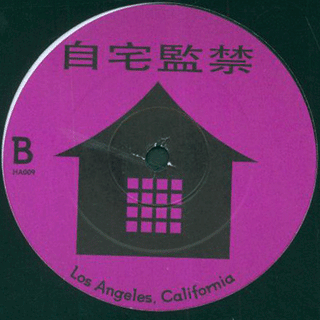 自宅監禁
B
HA009
Los Angeles, California